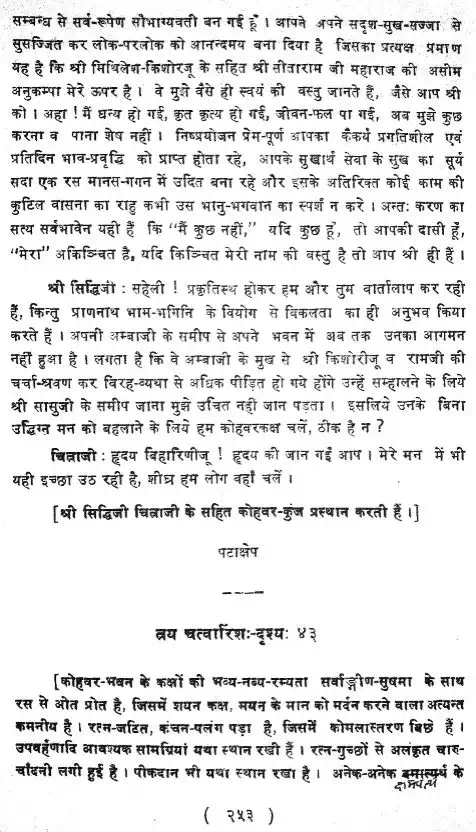 सम्बन्ध से सर्व-रूपेण सौभाग्यवती बन गई हूँ । आपने अपने सदृश-सुख-सज्जा से
सुसज्जित कर लोक-परलोक को आनन्दमय बना दिया है जिसका प्रत्यक्ष प्रमाण
यह है कि श्री मिथिलेश-किशोरजू के सहित श्री सीताराम जी महाराज की असीम
अनुकम्पा मेरे ऊपर है । वे मुझे वैसे ही स्वयं की वस्तु जानते हैं, जैसे आप श्री
को । अहा ! मैं धन्य हो गई, कृत कृत्य हो गई, जीवन-फल पा गई, अब मुझे कुछ
करना व पाना शेष नहीं । निष्प्रयोजन प्रेम-पूर्ण आपका कैंकर्य प्रगतिशील एवं
प्रतिदिन भाव-प्रवृद्धि को प्राप्त होता रहे, आपके सुखार्थ सेवा के सुख का सूर्य
सदा एक रस मानस-गगन में उदित बना रहे और इसके अतिरिक्त कोई काम की
कुटिल वासना का राहु कभी उस भानु-भगवान का स्पर्श न करे । अन्तः करण का
सत्य सर्वभावेन यही हैं कि “मैं कुछ नहीं,” यदि कुछ हूँ, तो आपकी दासी हूँ,
“मेरा” अकिञ्चित है, यदि किञ्चित मेरी नाम की वस्तु है तो आप श्री ही हैं ।
श्री सिद्धिजी : सहेली ! प्रकृतिस्थ होकर हम और तुम वार्तालाप कर रही
हैं, किन्तु प्राणनाथ भाम-भगिनि के वियोग से विकलता का ही अनुभव किया
करते हैं । अपनी अम्बाजी के समीप से अपने भवन में अब तक उनका आगमन
नहीं हुआ है । लगता है कि वे अम्बाजी के मुख से श्री किशोरीजू व रामजी की
चर्चा-श्रवण कर विरह-व्यथा से अधिक पीड़ित हो गये होंगे उन्हें सम्हालने के लिये
श्री सासुजी के समीप जाना मुझे उचित नहीं जान पड़ता । इसलिये उनके बिना
उद्विग्न मन को बहलाने के लिये हम कोहवरकक्ष चलें, ठीक है न ?
चित्राजी : हृदय बिहारिणीजू ! हृदय की जान गईं आप । मेरे मन में भी
यही इच्छा उठ रही है, शीघ्र हम लोग वहाँ चलें ।
[श्री सिद्धिजी चित्राजी के सहित कोहवर-कुंज प्रस्थान करती हैं ।]
पटाक्षेप
त्रय चत्वारिंशः-दृश्यः ४३
[कोहवर-भवन के कक्षों की भव्य-नव्य-रम्यता सर्वाङ्गीण-सुषमा के साथ
रस से ओत प्रोत है, जिसमें शयन कक्ष, मयन के मान को मर्दन करने वाला अत्यन्त
कमनीय है । रत्न-जटित, कंचन-पलंग पड़ा है, जिसमें कोमलास्तरण बिछे हैं ।
उपवर्हणादि आवश्यक सामग्रियां यथा स्थान रखी हैं । रत्न-गुच्छों से अलंकृत चारु-
चाँदनी लगी हुई है । पीकदान भी यथा स्थान रखा है । अनेक-अनेक के
( २५३ )